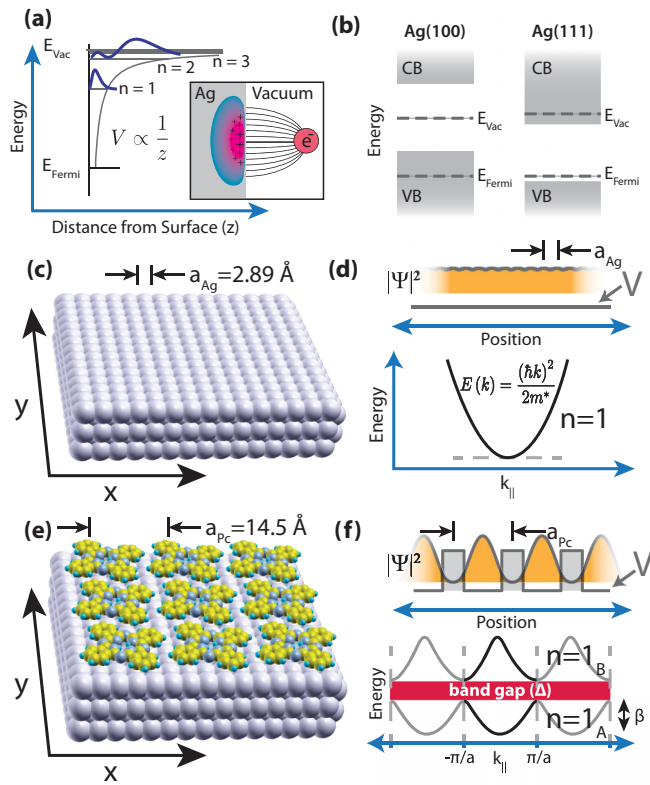 (a)
E_Vac
n = 2
n = 3
n = 1
V ∝ 1/z
E_Fermi
Energy
Distance from Surface (z)
Ag
Vacuum
+ + + + + + + + +
e⁻
(b)
Ag(100)
Ag(111)
CB
CB
E_Vac
E_Vac
Energy
E_Fermi
E_Fermi
VB
VB
(c)
a_Ag=2.89 Å
y
x
(d)
a_Ag
|Ψ|²
V
Position
E (k) = (ħk)²/2m*
n=1
Energy
k_||
(e)
a_Pc=14.5 Å
y
x
(f)
a_Pc
|Ψ|²
V
Position
n=1_B
band gap (Δ)
n=1_A
β
Energy
-π/a
k_||
π/a